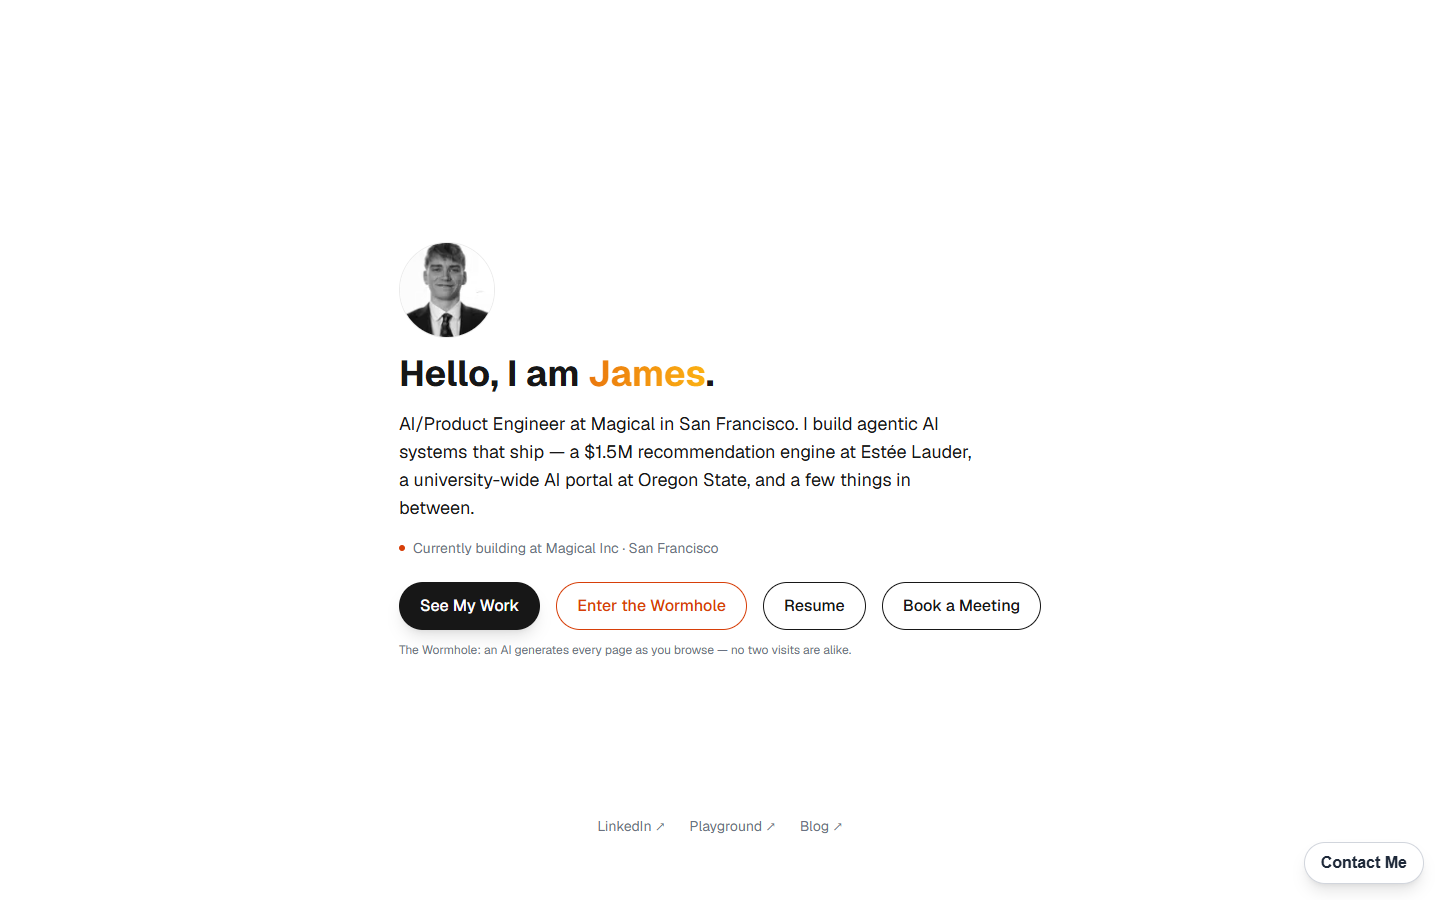 Hello, I am James.
AI/Product Engineer at Magical in San Francisco. I build agentic AI
systems that ship — a $1.5M recommendation engine at Estée Lauder,
a university-wide AI portal at Oregon State, and a few things in
between.
Currently building at Magical Inc · San Francisco
See My Work
Enter the Wormhole
Resume
Book a Meeting
The Wormhole: an AI generates every page as you browse — no two visits are alike.
LinkedIn ↗
Playground ↗
Blog ↗
Contact Me